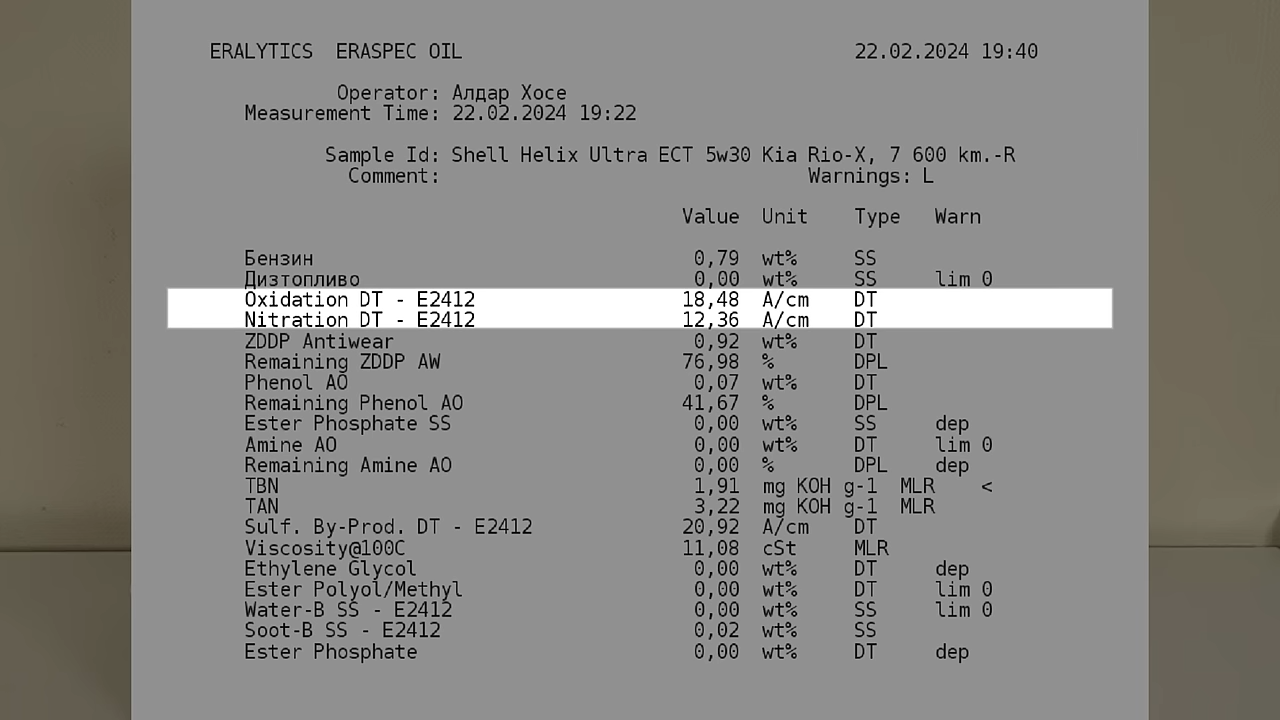 ERALYTICS ERASPEC OIL 22.02.2024 19:40
Operator: Алдар Хосе
Measurement Time: 22.02.2024 19:22
Sample Id: Shell Helix Ultra ECT 5w30 Kia Rio-X, 7 600 km.-R
Comment: Warnings: L
Value Unit Type Warn
Бензин 0,79 wt% SS
Дизтопливо 0,00 wt% SS lim 0
Oxidation DT - E2412 18,48 A/cm DT
Nitration DT - E2412 12,36 A/cm DT
ZDDP Antiwear 0,92 wt% DT
Remaining ZDDP AW 76,98 % DPL
Phenol AO 0,07 wt% DT
Remaining Phenol AO 41,67 % DPL
Ester Phosphate SS 0,00 wt% SS dep
Amine AO 0,00 wt% DT lim 0
Remaining Amine AO 0,00 % DPL dep
TBN 1,91 mg KOH g-1 MLR <
TAN 3,22 mg KOH g-1 MLR
Sulf. By-Prod. DT - E2412 20,92 A/cm DT
Viscosity@100C 11,08 cSt MLR
Ethylene Glycol 0,00 wt% DT dep
Ester Polyol/Methyl 0,00 wt% DT lim 0
Water-B SS - E2412 0,00 wt% SS lim 0
Soot-B SS - E2412 0,02 wt% SS
Ester Phosphate 0,00 wt% DT dep